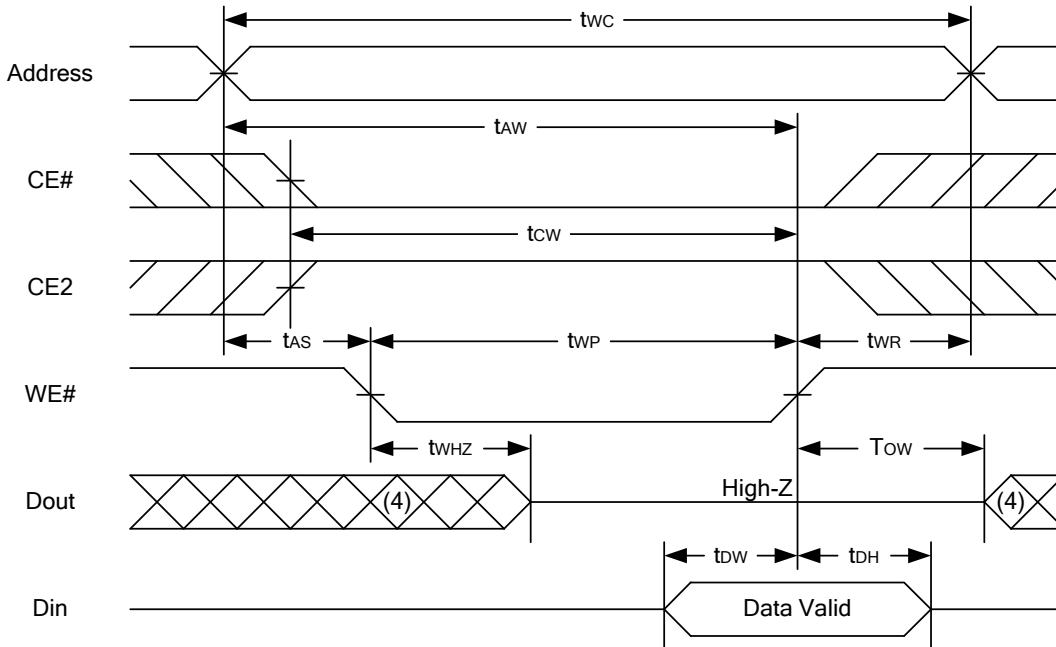 tWC
Address
tAW
CE#
tCW
CE2
tAS
tWP
tWR
WE#
tWHZ
TOW
Dout
(4)
High-Z
(4)
tDW
tDH
Din
Data Valid